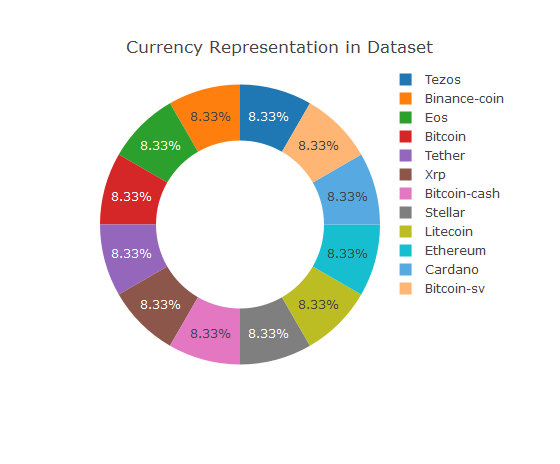 Currency Representation in Dataset
8.33%
8.33%
8.33%
8.33%
8.33%
8.33%
8.33%
8.33%
8.33%
8.33%
8.33%
8.33%
Tezos
Binance-coin
Eos
Bitcoin
Tether
Xrp
Bitcoin-cash
Stellar
Litecoin
Ethereum
Cardano
Bitcoin-sv